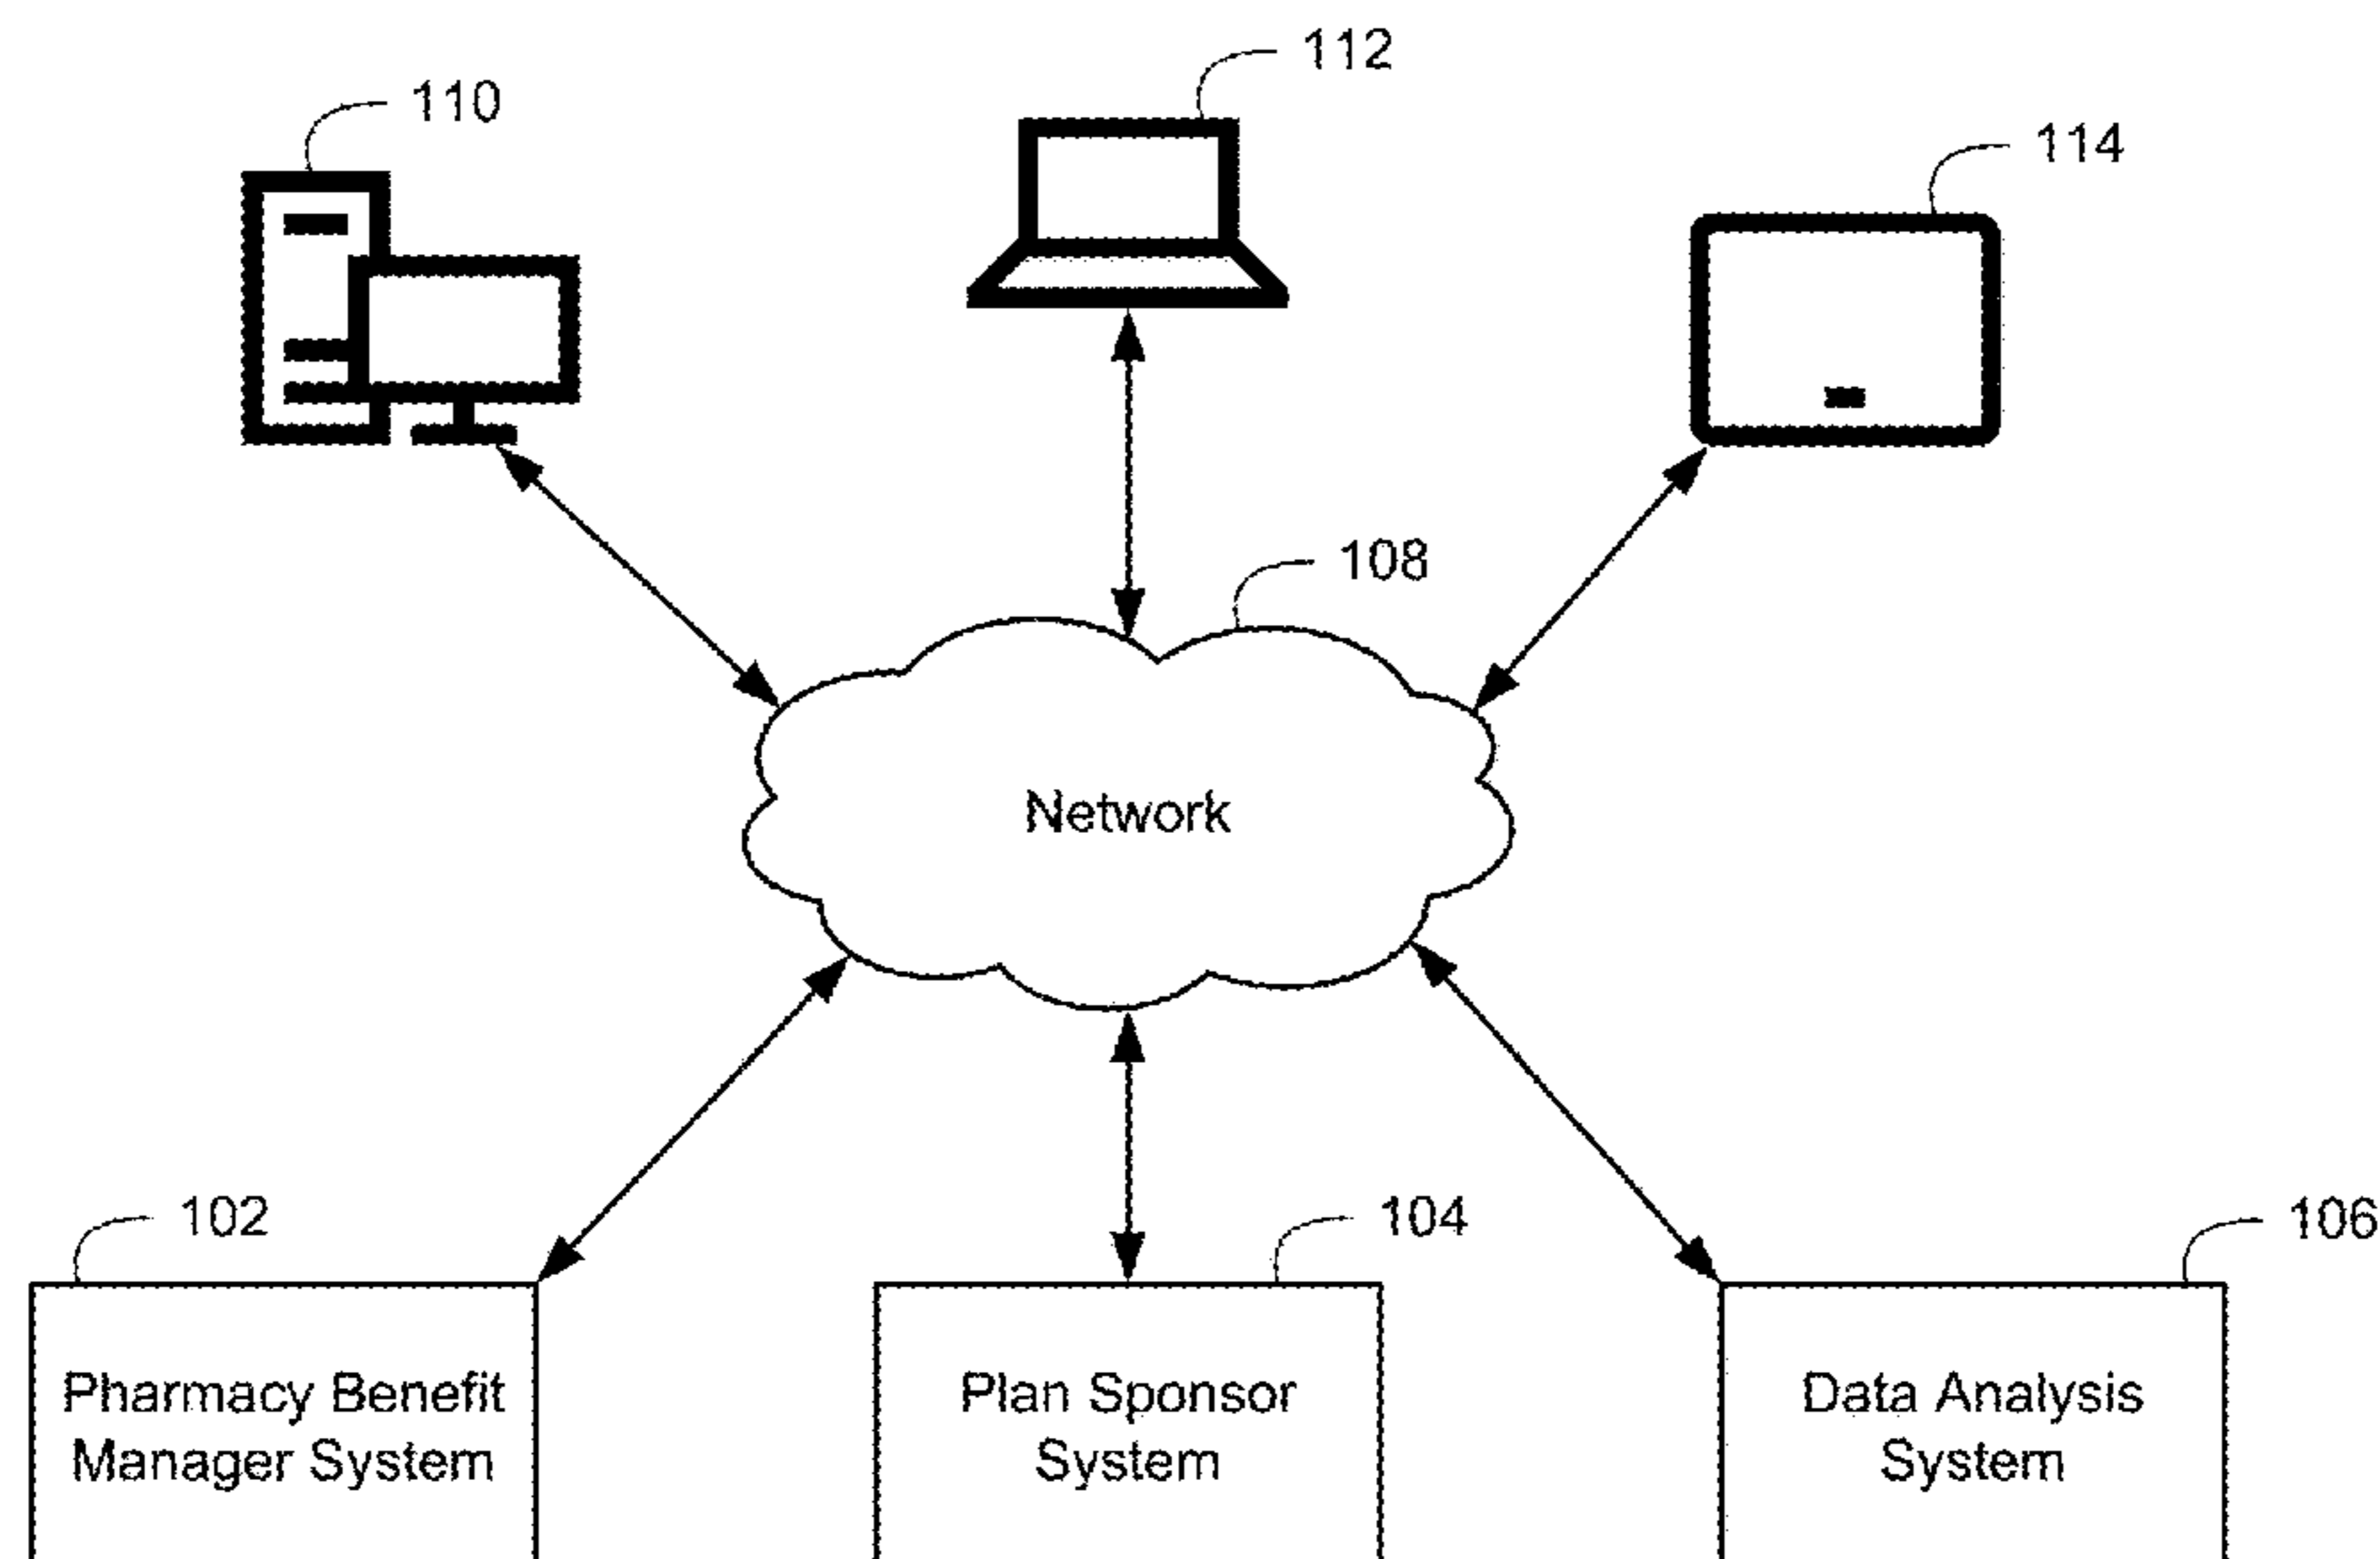 112
110
114
108
Network
102
104
106
Pharmacy Benefit
Manager System
Plan Sponsor
System
Data Analysis
System